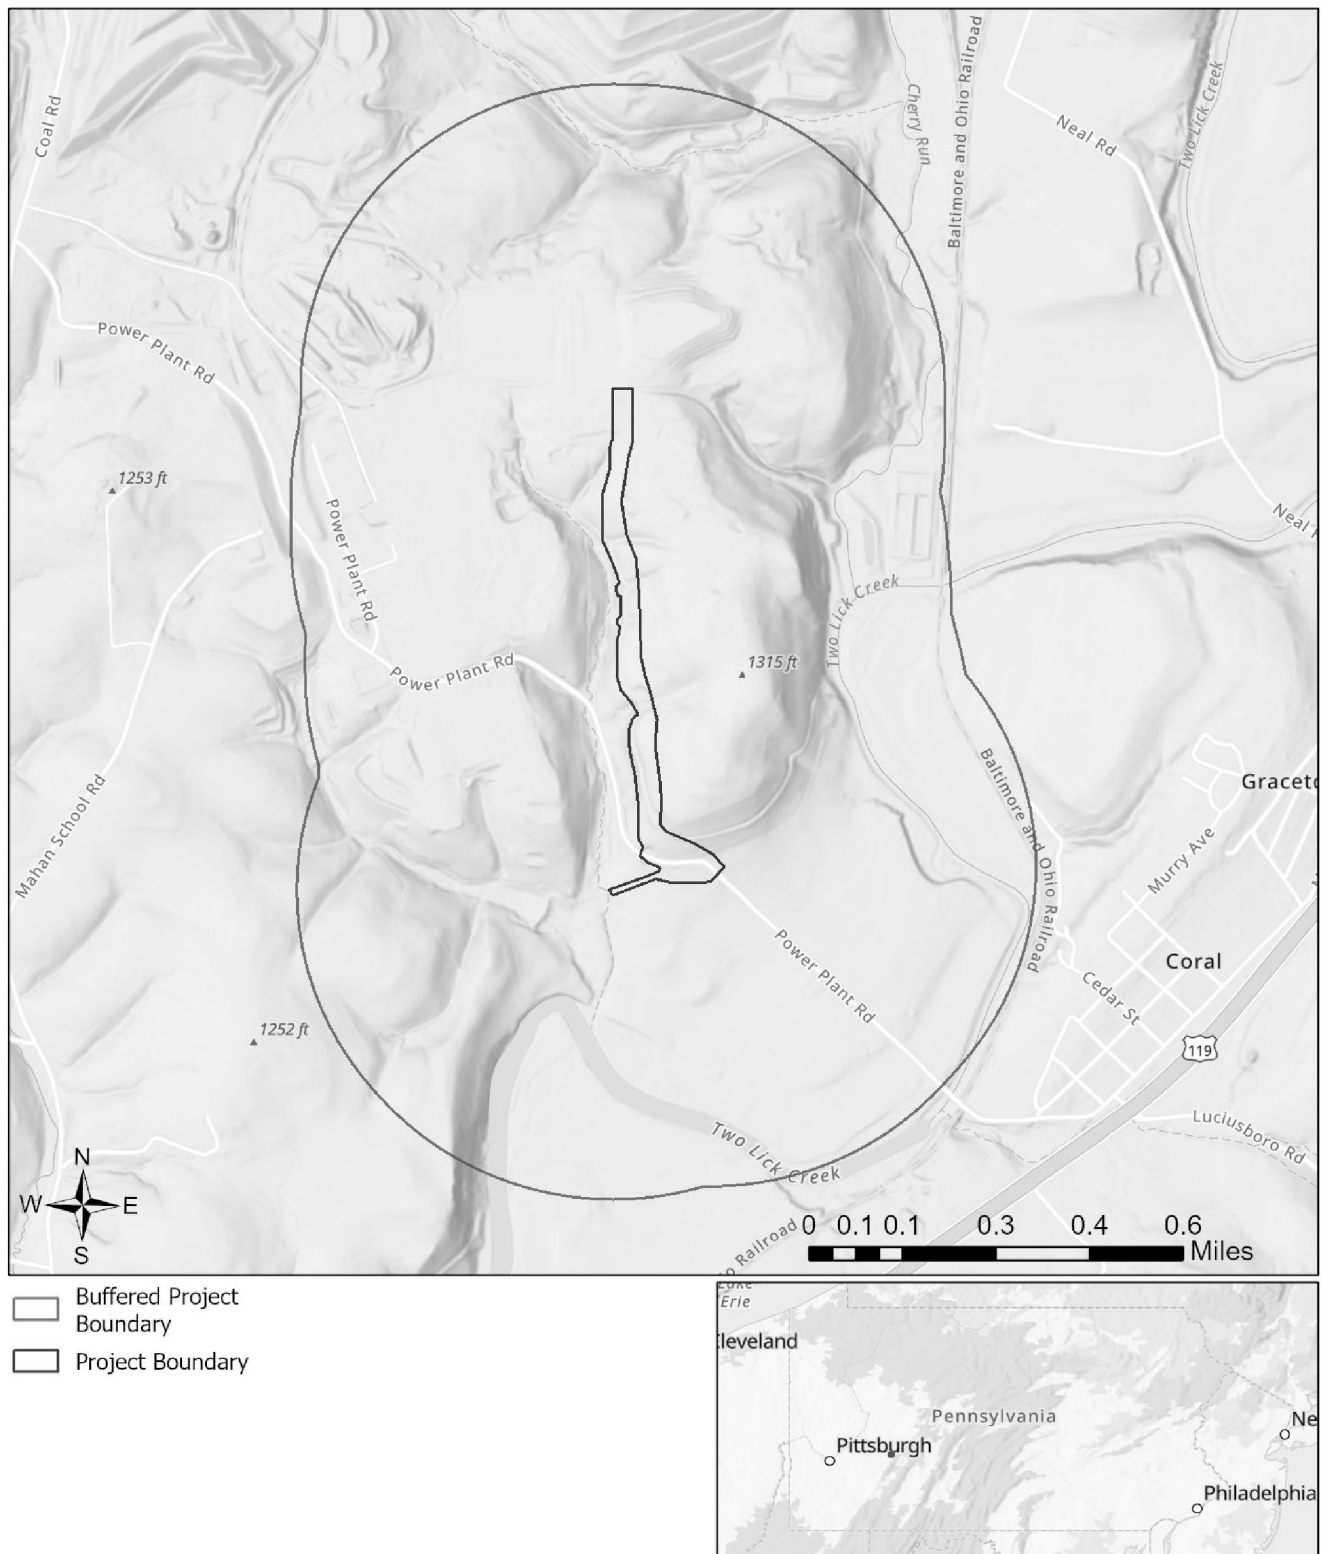 Coal Rd
Cherry Run
Baltimore and Ohio Railroad
Two Lick Creek
Neal Rd
Power Plant Rd
1253 ft
Power Plant Rd
Neal
Two Lick Creek
Power Plant Rd
1315 ft
Mahan School Rd
Baltimore and Ohio Railroad
Graceto
Murry Ave
Power Plant Rd
Coral
Cedar St
1252 ft
119
Two Lick Creek
Luciusboro Rd
N
W E
S
o Railroad
0 0.1 0.1 0.3 0.4 0.6
Miles
Buffered Project
Boundary
Project Boundary
Lake
Erie
Cleveland
Pennsylvania
Pittsburgh
Ne
Philadelphia